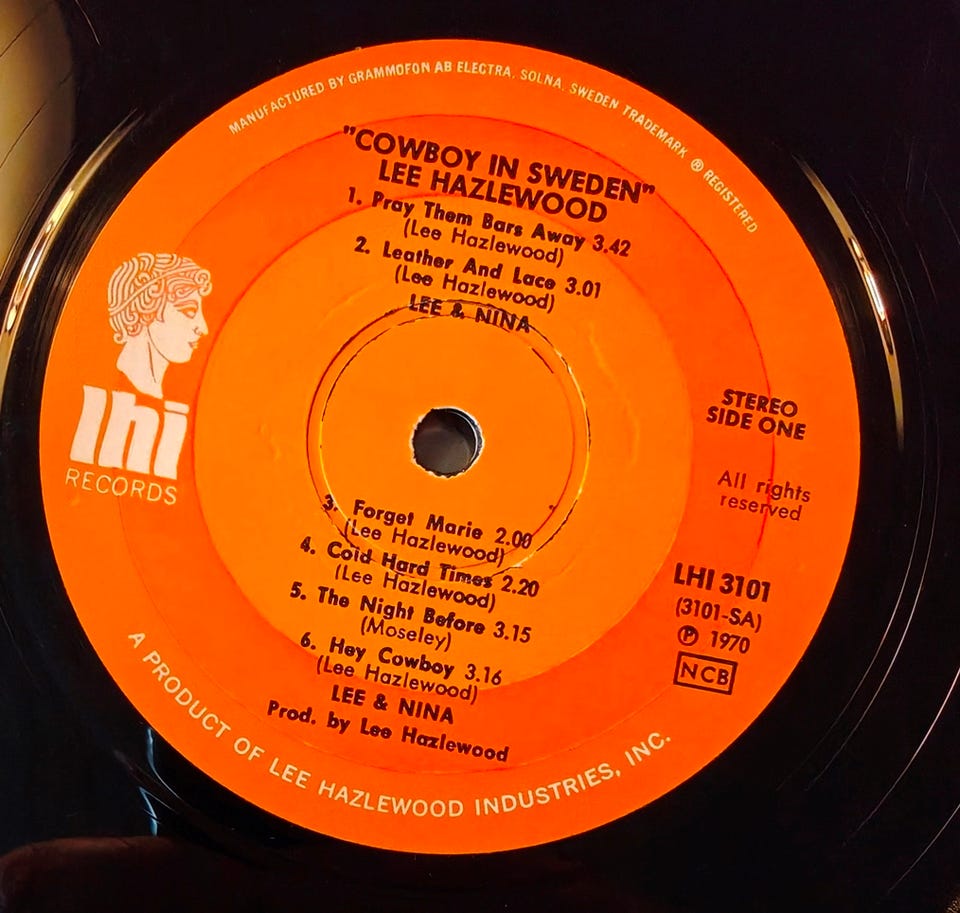 MANUFACTURED BY GRAMMOFON AB ELECTRA, SOLNA, SWEDEN TRADEMARK ® REGISTERED
"COWBOY IN SWEDEN"
LEE HAZLEWOOD
1. Pray Them Bars Away 3.42
(Lee Hazlewood)
2. Leather And Lace 3.01
(Lee Hazlewood)
LEE & NINA
lhi
RECORDS
STEREO
SIDE ONE
All rights
reserved
3. Forget Marie 2.00
(Lee Hazlewood)
4. Cold Hard Times 2.20
(Lee Hazlewood)
5. The Night Before 3.15
(Moseley)
6. Hey Cowboy 3.16
(Lee Hazlewood)
LEE & NINA
Prod. by Lee Hazlewood
LHI 3101
(3101-SA)
℗ 1970
NCB
A PRODUCT OF LEE HAZLEWOOD INDUSTRIES, INC.